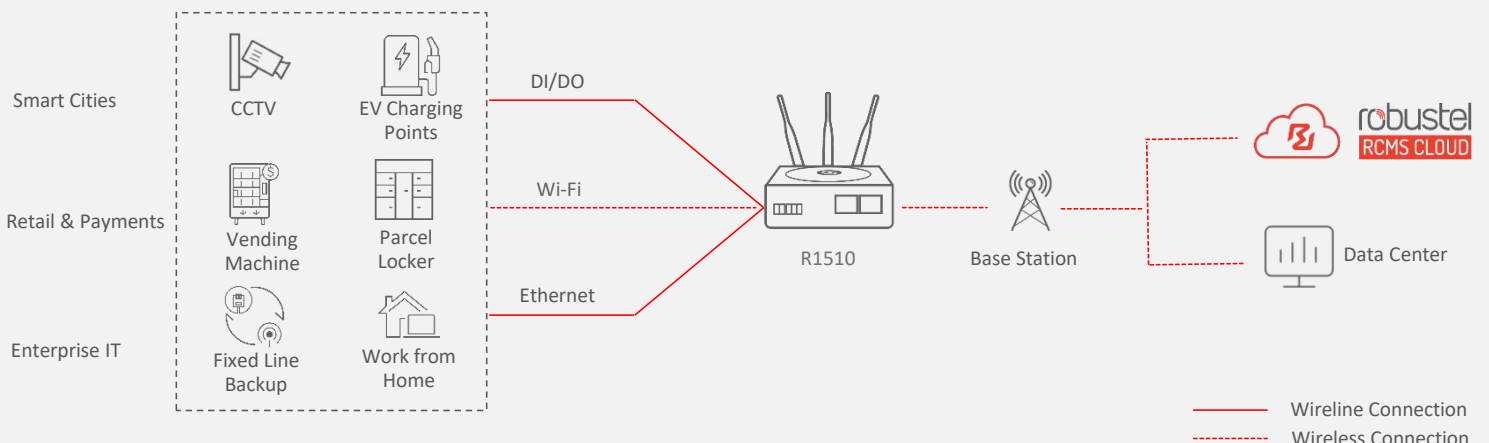 Smart Cities
CCTV
EV Charging
Points
Retail & Payments
Vending
Machine
Parcel
Locker
Enterprise IT
Fixed Line
Backup
Work from
Home
DI/DO
Wi-Fi
Ethernet
R1510
Base Station
robustel
RCMS CLOUD
Data Center
Wireline Connection
Wireless Connection